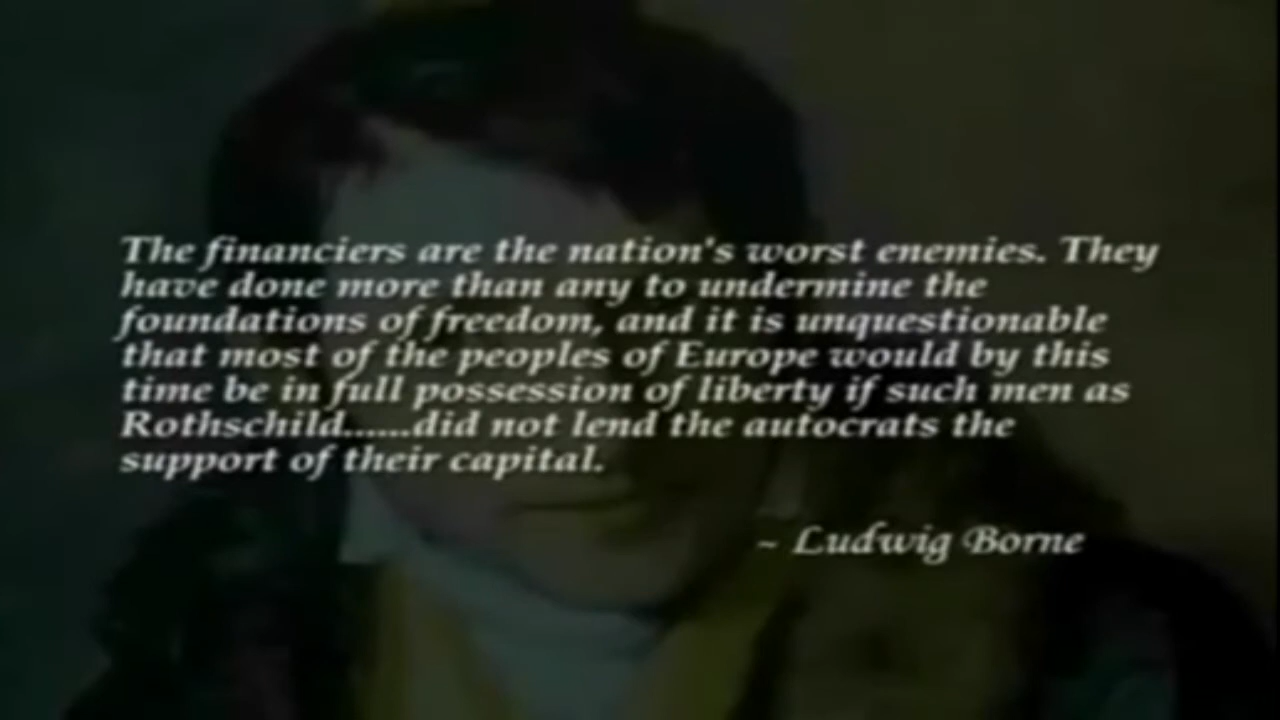 The financiers are the nation's worst enemies. They
have done more than any to undermine the
foundations of freedom, and it is unquestionable
that most of the peoples of Europe would by this
time be in full possession of liberty if such men as
Rothschild......did not lend the autocrats the
support of their capital.
~ Ludwig Borne